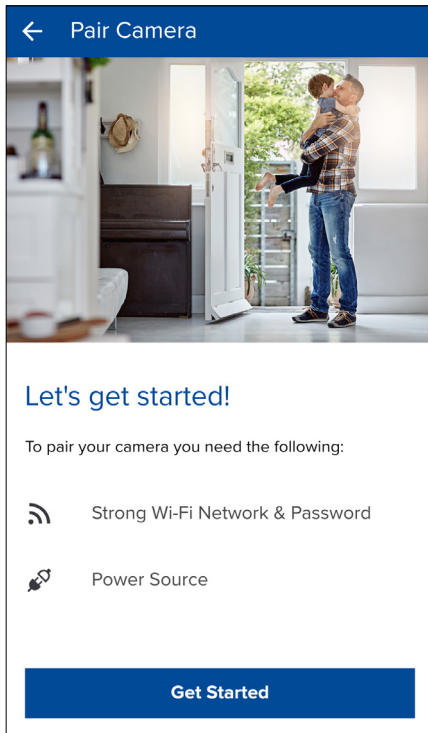 Pair Camera
Let's get started!
To pair your camera you need the following:
Strong Wi-Fi Network & Password
Power Source
Get Started